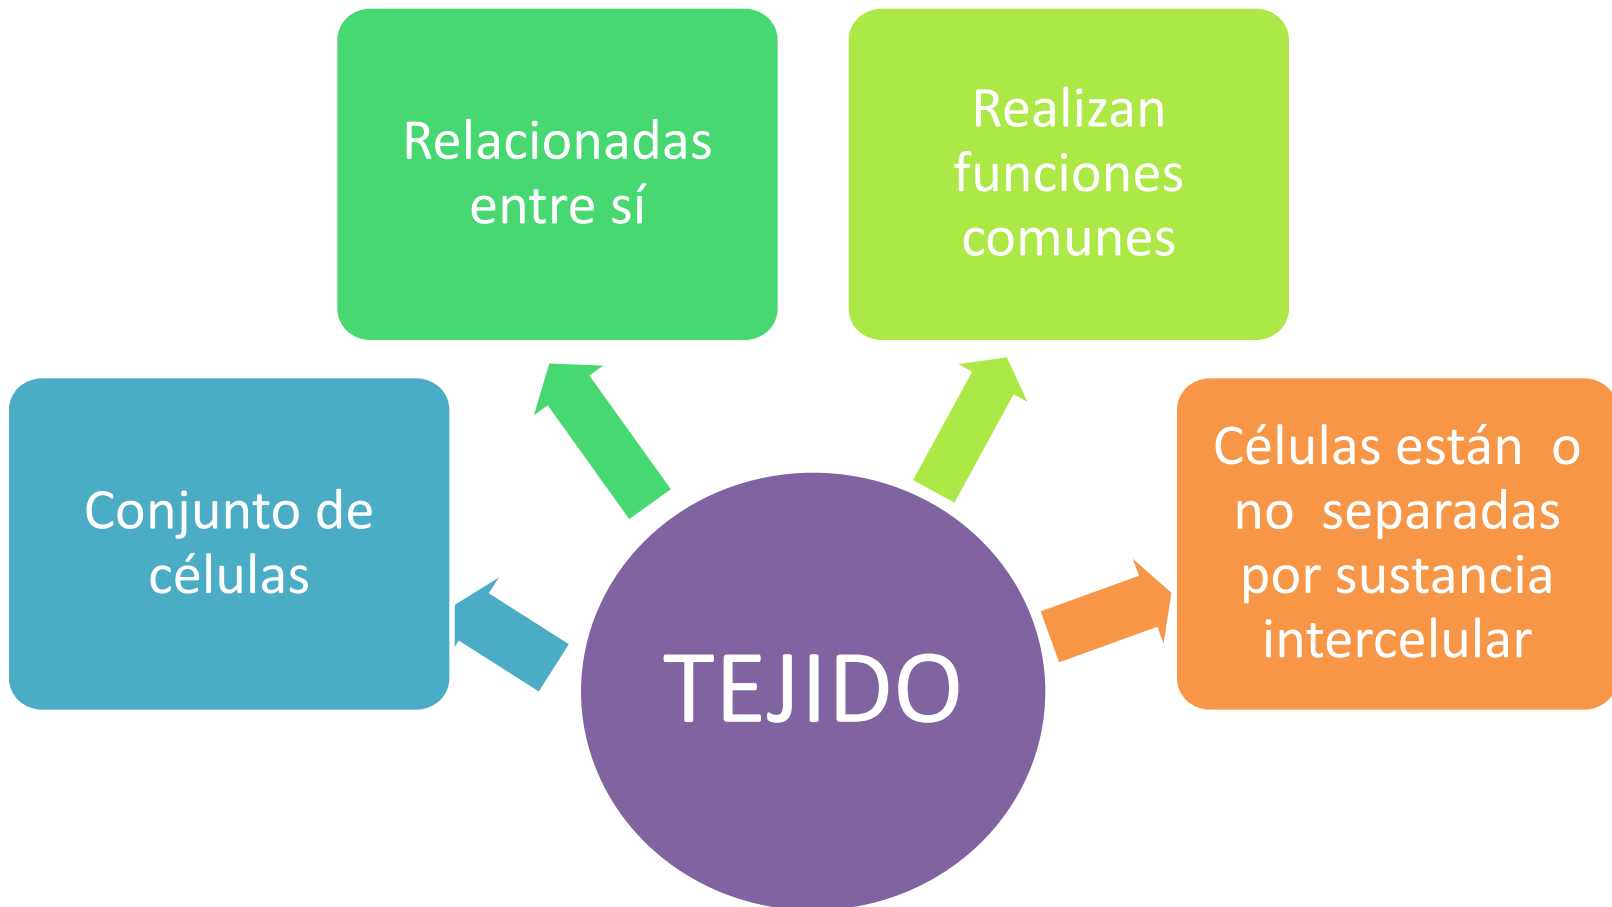 Relacionadas
entre sí
Realizan
funciones
comunes
Conjunto de
células
Células están  o
no  separadas
por sustancia
intercelular
TEJIDO